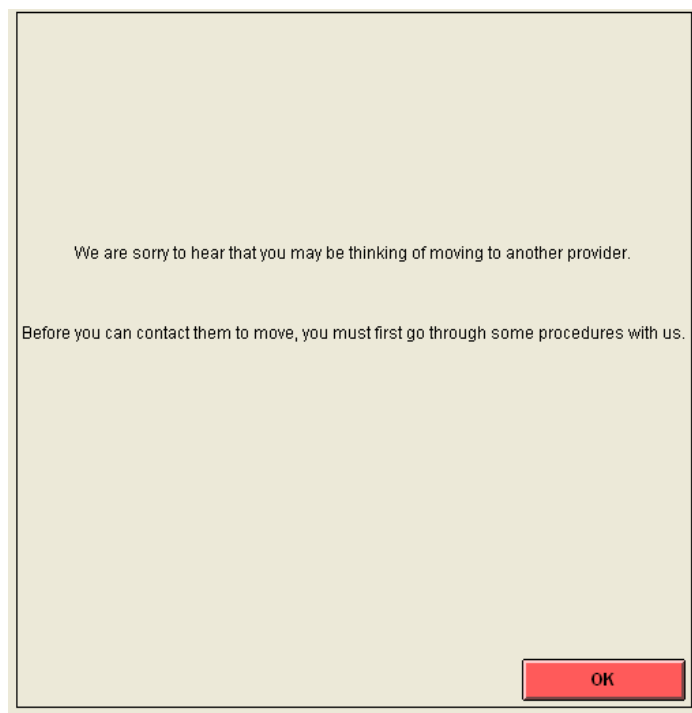 We are sorry to hear that you may be thinking of moving to another provider.
Before you can contact them to move, you must first go through some procedures with us.
OK